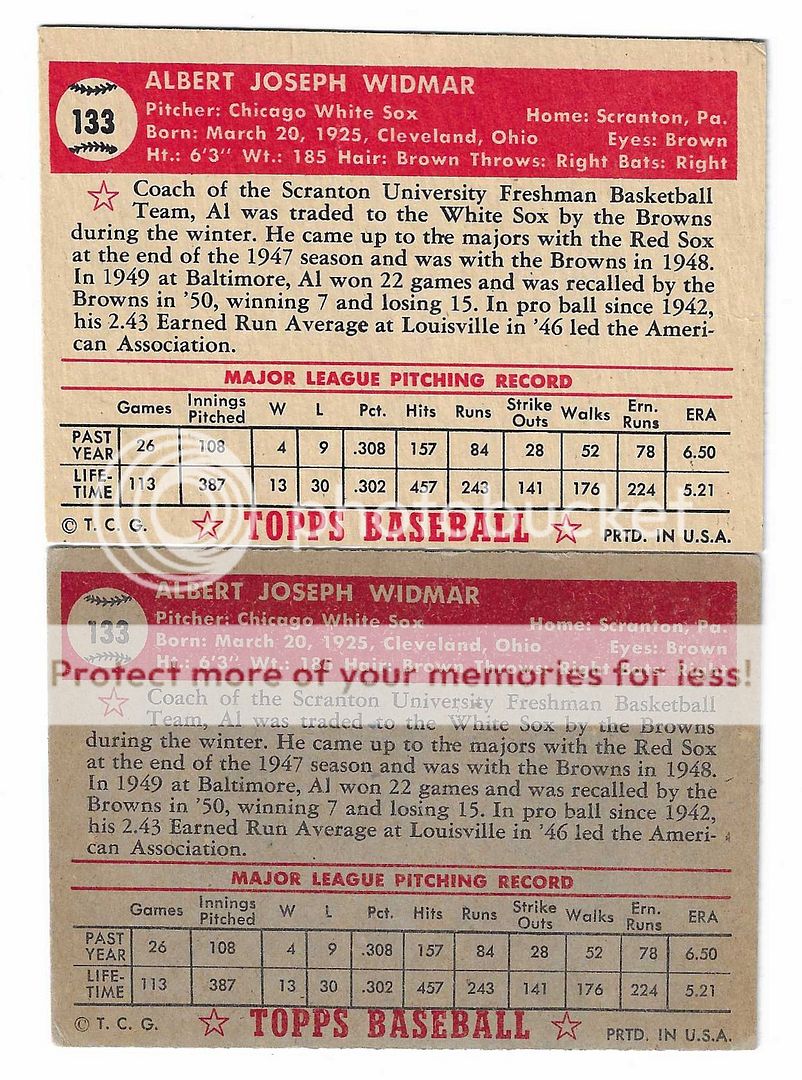 ALBERT JOSEPH WIDMAR
133
Pitcher: Chicago White Sox Home: Scranton, Pa.
Born: March 20, 1925, Cleveland, Ohio Eyes: Brown
Ht.: 6'3" Wt.: 185 Hair: Brown Throws: Right Bats: Right
Coach of the Scranton University Freshman Basketball
Team, Al was traded to the White Sox by the Browns
during the winter. He came up to the majors with the Red Sox
at the end of the 1947 season and was with the Browns in 1948.
In 1949 at Baltimore, Al won 22 games and was recalled by the
Browns in '50, winning 7 and losing 15. In pro ball since 1942,
his 2.43 Earned Run Average at Louisville in '46 led the Ameri-
can Association.
MAJOR LEAGUE PITCHING RECORD
Games Innings Pitched W L Pct. Hits Runs Strike Outs Walks Ern. Runs ERA
PAST YEAR 26 108 4 9 .308 157 84 28 52 78 6.50
LIFE-TIME 113 387 13 30 .302 457 243 141 176 224 5.21
© T. C. G. TOPPS BASEBALL PRTD. IN U.S.A.
photobucket
ALBERT JOSEPH WIDMAR
133
Pitcher: Chicago White Sox Home: Scranton, Pa.
Born: March 20, 1925, Cleveland, Ohio Eyes: Brown
Ht.: 6'3" Wt.: 185 Hair: Brown Throws: Right Bats: Right
Protect more of your memories for less!
Coach of the Scranton University Freshman Basketball
Team, Al was traded to the White Sox by the Browns
during the winter. He came up to the majors with the Red Sox
at the end of the 1947 season and was with the Browns in 1948.
In 1949 at Baltimore, Al won 22 games and was recalled by the
Browns in '50, winning 7 and losing 15. In pro ball since 1942,
his 2.43 Earned Run Average at Louisville in '46 led the Ameri-
can Association.
MAJOR LEAGUE PITCHING RECORD
Games Innings Pitched W L Pct. Hits Runs Strike Outs Walks Ern. Runs ERA
PAST YEAR 26 108 4 9 .308 157 84 28 52 78 6.50
LIFE-TIME 113 387 13 30 .302 457 243 141 176 224 5.21
© T. C. G. TOPPS BASEBALL PRTD. IN U.S.A.